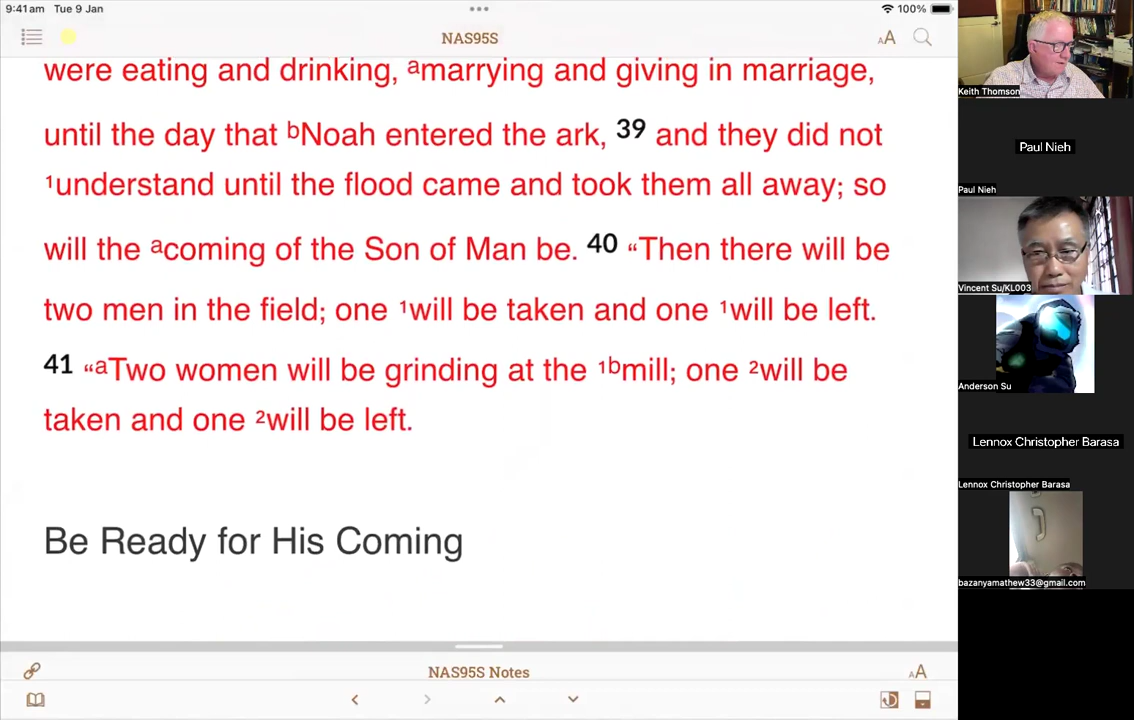 9:41am Tue 9 Jan
100%
NAS95S
AA
were eating and drinking, ᵃmarrying and giving in marriage,
until the day that ᵇNoah entered the ark, 39 and they did not
¹understand until the flood came and took them all away; so
will the ᵃcoming of the Son of Man be. 40 “Then there will be
two men in the field; one ¹will be taken and one ¹will be left.
41 “ᵃTwo women will be grinding at the ¹ᵇmill; one ²will be
taken and one ²will be left.
Be Ready for His Coming
NAS95S Notes
AA
Keith Thomson
Paul Nieh
Paul Nieh
Vincent Su/KL003
Anderson Su
Lennox Christopher Barasa
Lennox Christopher Barasa
bazanyamathew33@gmail.com